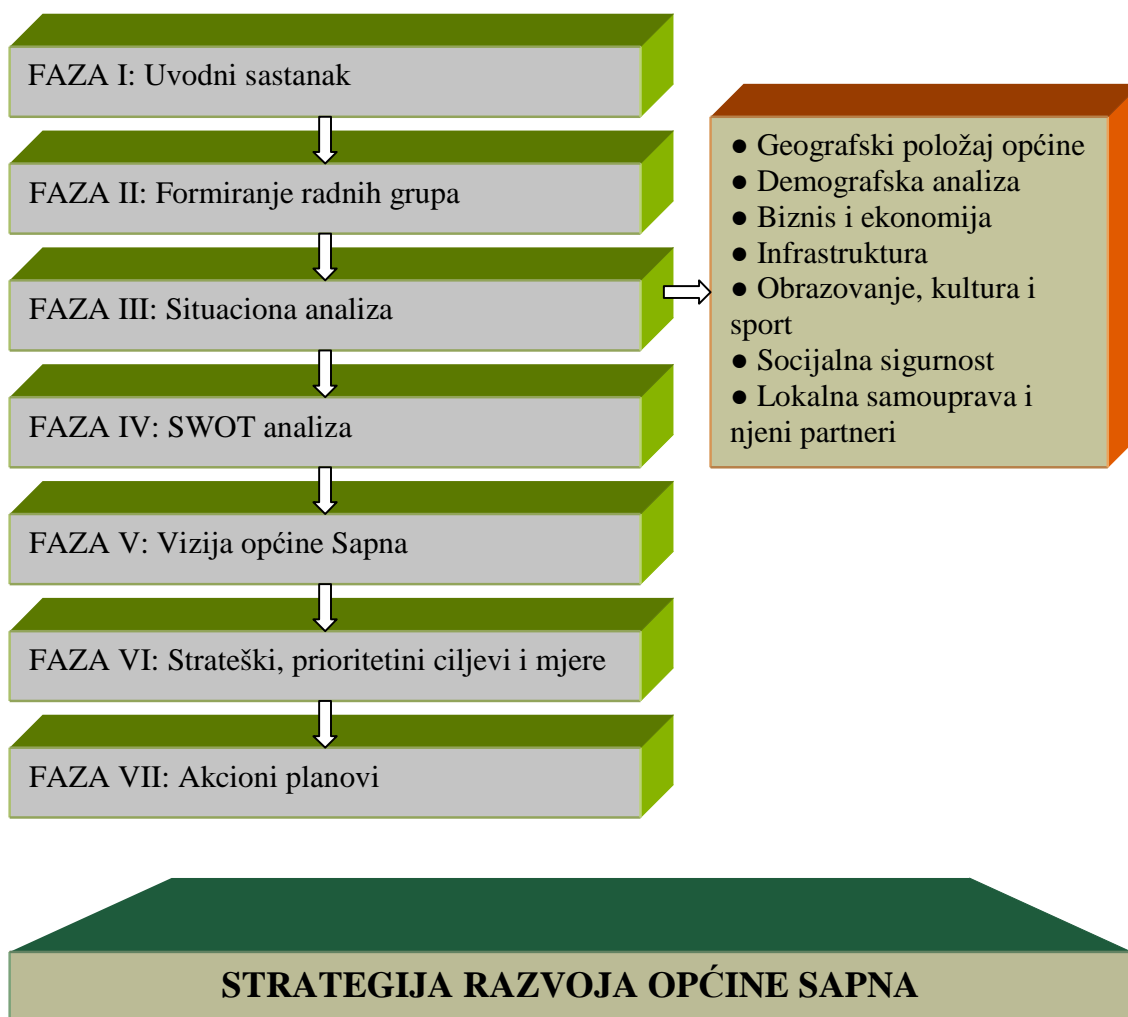 FAZA I: Uvodni sastanak
FAZA II: Formiranje radnih grupa
FAZA III: Situaciona analiza
FAZA IV: SWOT analiza
FAZA V: Vizija općine Sapna
FAZA VI: Strateški, prioritetini ciljevi i mjere
FAZA VII: Akcioni planovi
● Geografski položaj općine
● Demografska analiza
● Biznis i ekonomija
● Infrastruktura
● Obrazovanje, kultura i
sport
● Socijalna sigurnost
● Lokalna samouprava i
njeni partneri
STRATEGIJA RAZVOJA OPĆINE SAPNA